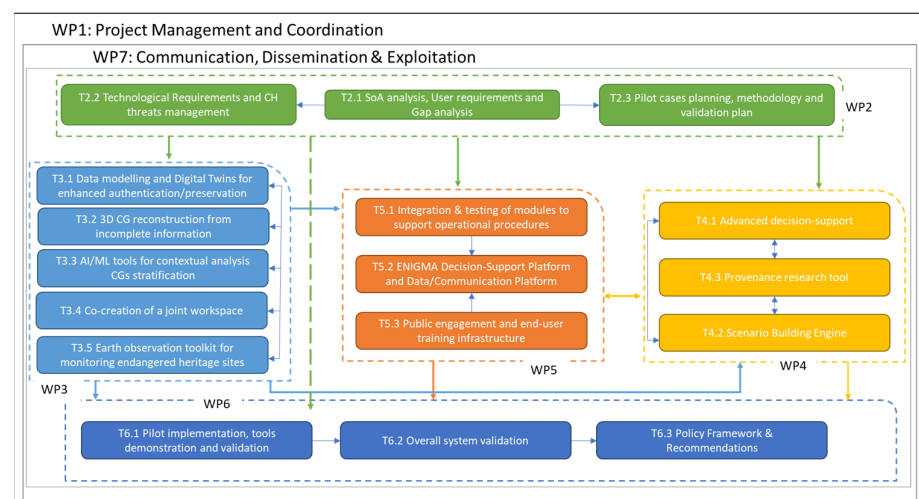 WP1: Project Management and Coordination
WP7: Communication, Dissemination & Exploitation
T2.2 Technological Requirements and CH
threats management
T2.1 SoA analysis, User requirements and
Gap analysis
T2.3 Pilot cases planning, methodology and
validation plan
WP2
T3.1 Data modelling and Digital Twins for
enhanced authentication/preservation
T3.2 3D CG reconstruction from
incomplete information
T3.3 AI/ML tools for contextual analysis
CGs stratification
T3.4 Co-creation of a joint workspace
T3.5 Earth observation toolkit for
monitoring endangered heritage sites
WP3
T5.1 Integration & testing of modules to
support operational procedures
T5.2 ENIGMA Decision-Support Platform
and Data/Communication Platform
T5.3 Public engagement and end-user
training infrastructure
WP5
T4.1 Advanced decision-support
T4.3 Provenance research tool
T4.2 Scenario Building Engine
WP4
WP6
T6.1 Pilot implementation, tools
demonstration and validation
T6.2 Overall system validation
T6.3 Policy Framework &
Recommendations